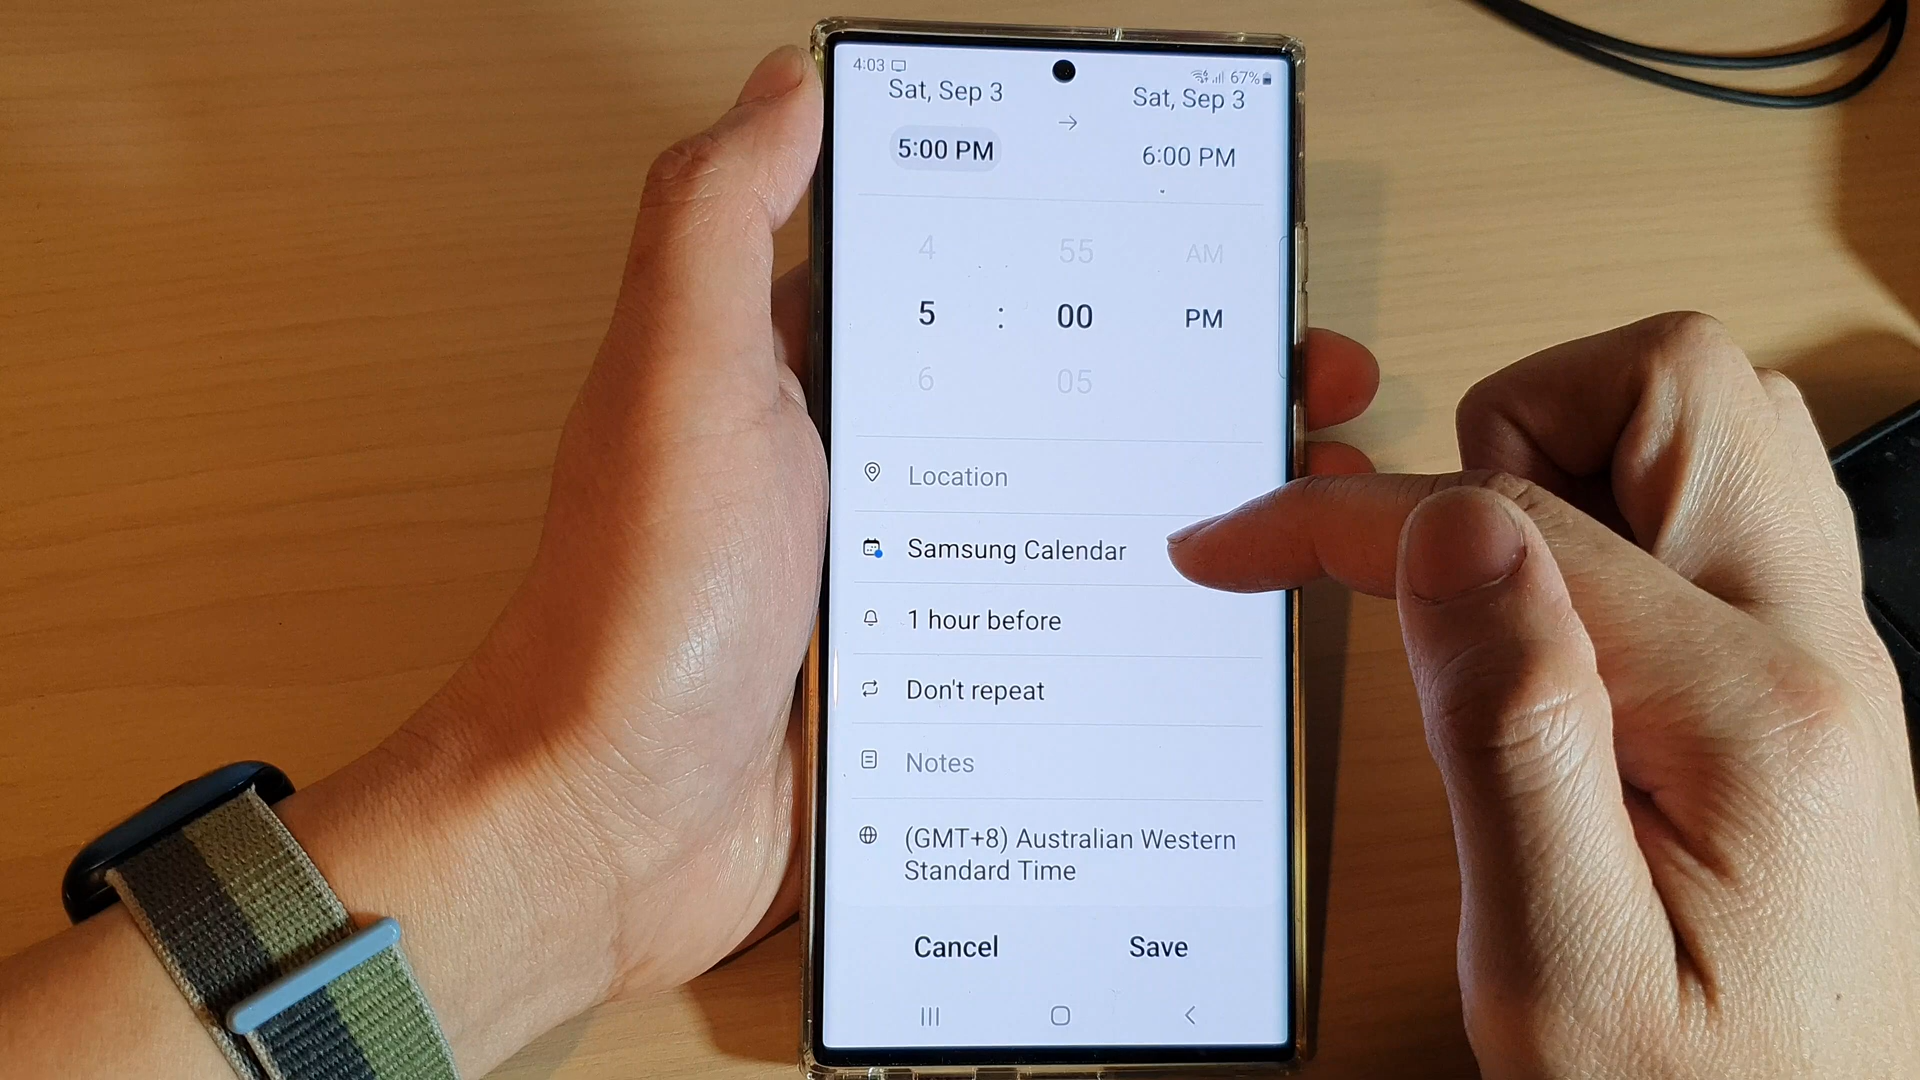 4:03 67%
Sat, Sep 3 Sat, Sep 3
5:00 PM 6:00 PM
4 55 AM
5 : 00 PM
6 05
Location
Samsung Calendar
1 hour before
Don't repeat
Notes
(GMT+8) Australian Western
Standard Time
Cancel Save